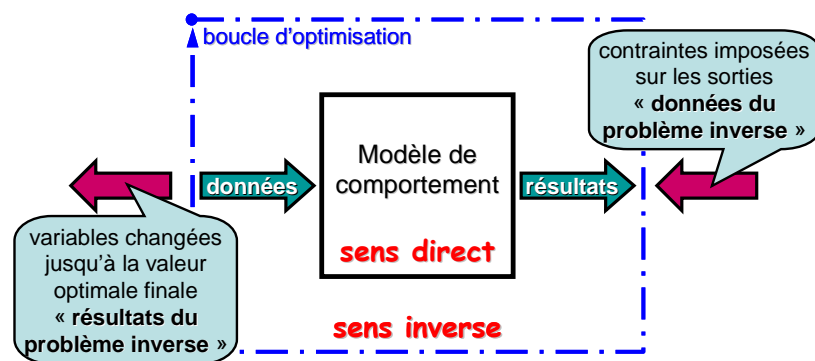 boucle d'optimisation
contraintes imposées
sur les sorties
« données du
problème inverse »
Modèle de
comportement
données
résultats
sens direct
variables changées
jusqu'à la valeur
optimale finale
« résultats du
problème inverse »
sens inverse